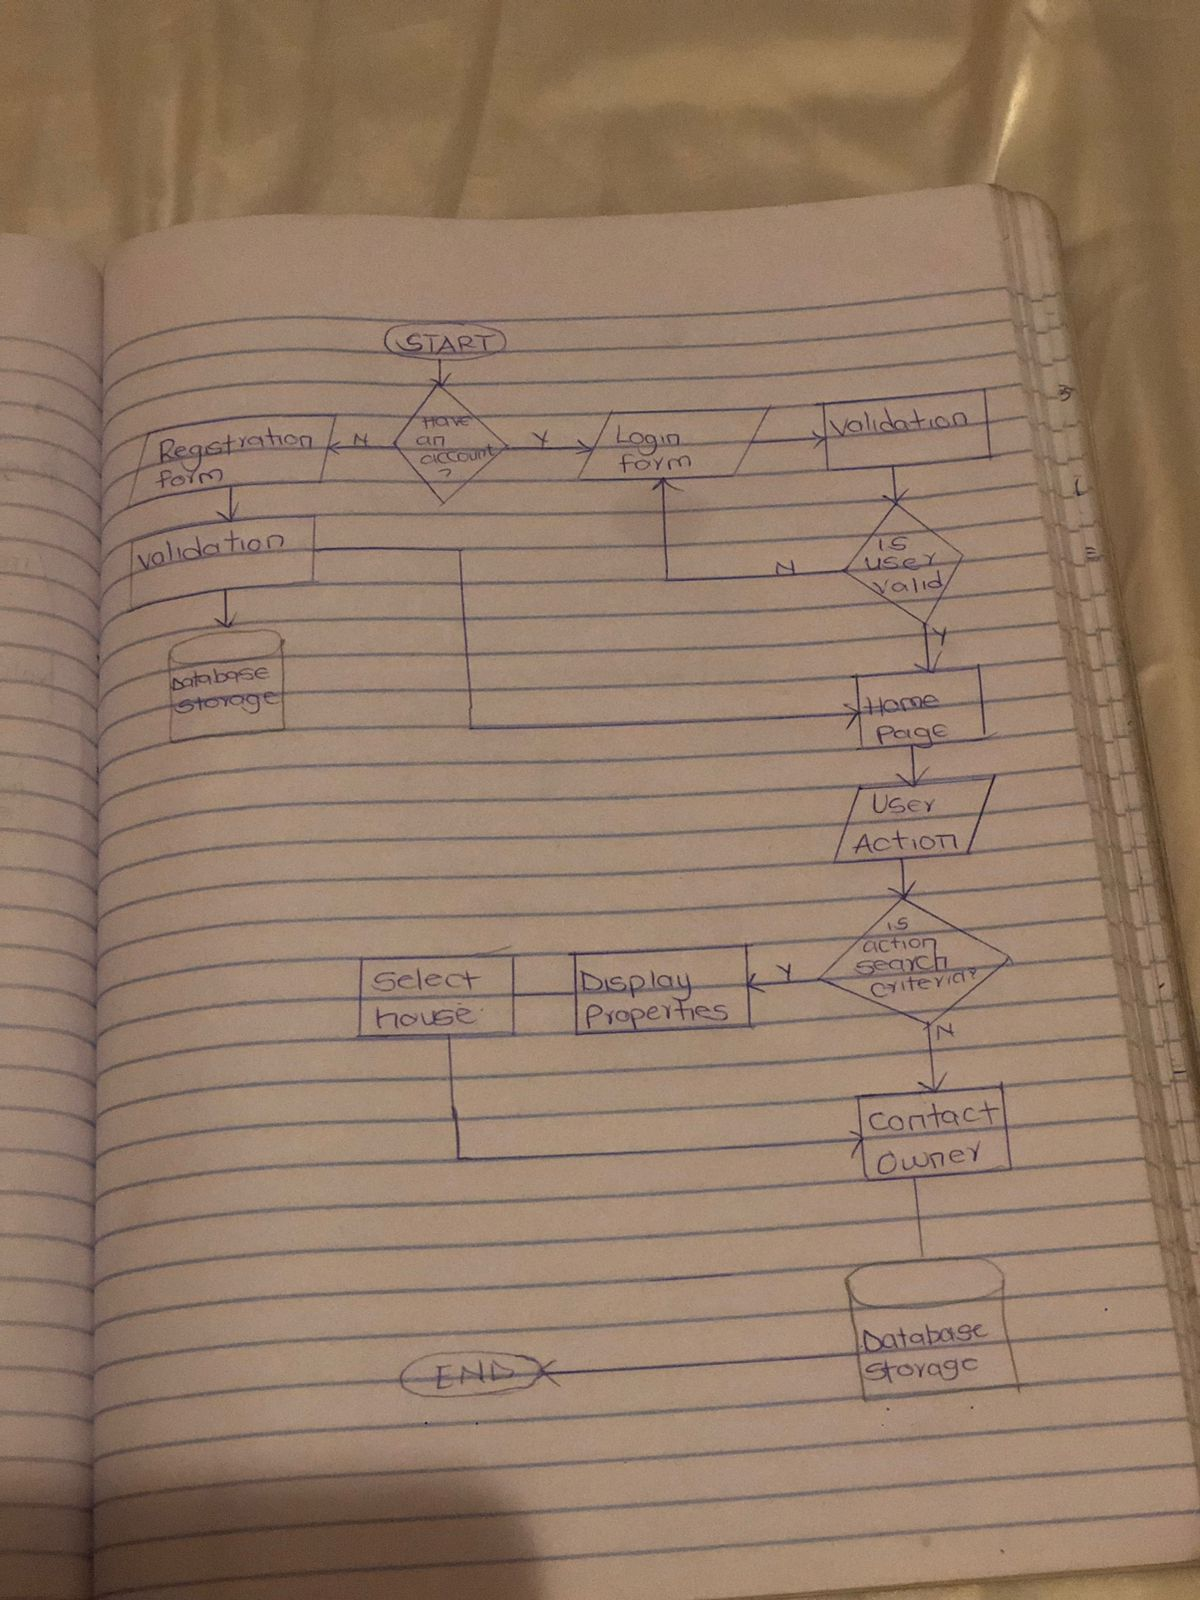 START
Have
an
account
?
N
Y
Registration
form
Login
form
Validation
Validation
is
user
valid
N
Y
Database
Storage
Home
Page
User
Action
is
action
search
criteria?
Y
N
Select
house
Display
Properties
Contact
Owner
Database
Storage
END